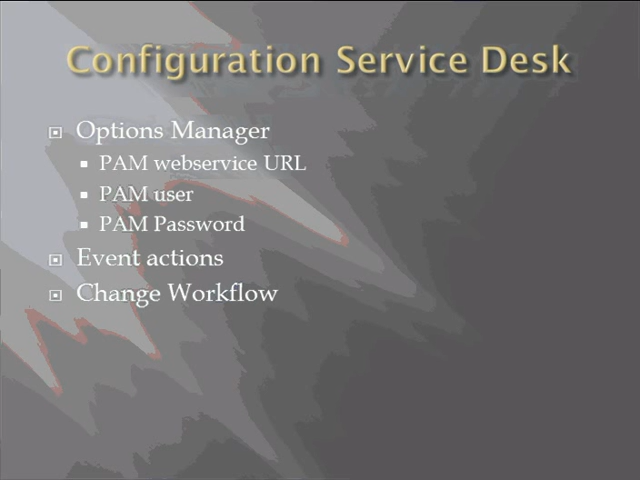 Configuration Service Desk
Options Manager
PAM webservice URL
PAM user
PAM Password
Event actions
Change Workflow